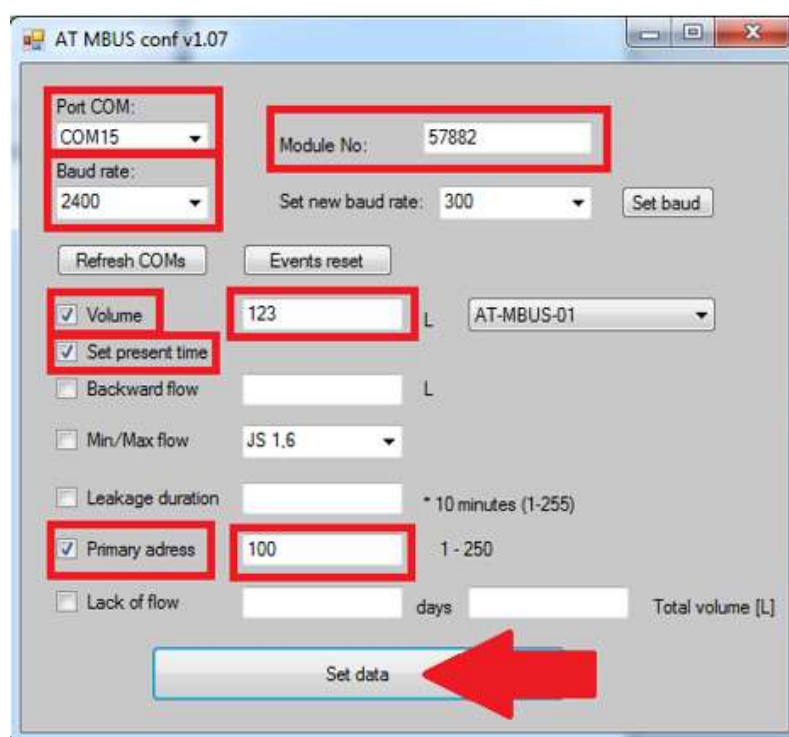 AT MBUS conf v1.07
Port COM:
COM15
Module No: 57882
Baud rate:
2400
Set new baud rate: 300 Set baud
Refresh COMs Events reset
Volume 123 L AT-MBUS-01
Set present time
Backward flow L
Min/Max flow JS 1,6
Leakage duration * 10 minutes (1-255)
Primary adress 100 1 - 250
Lack of flow days Total volume [L]
Set data